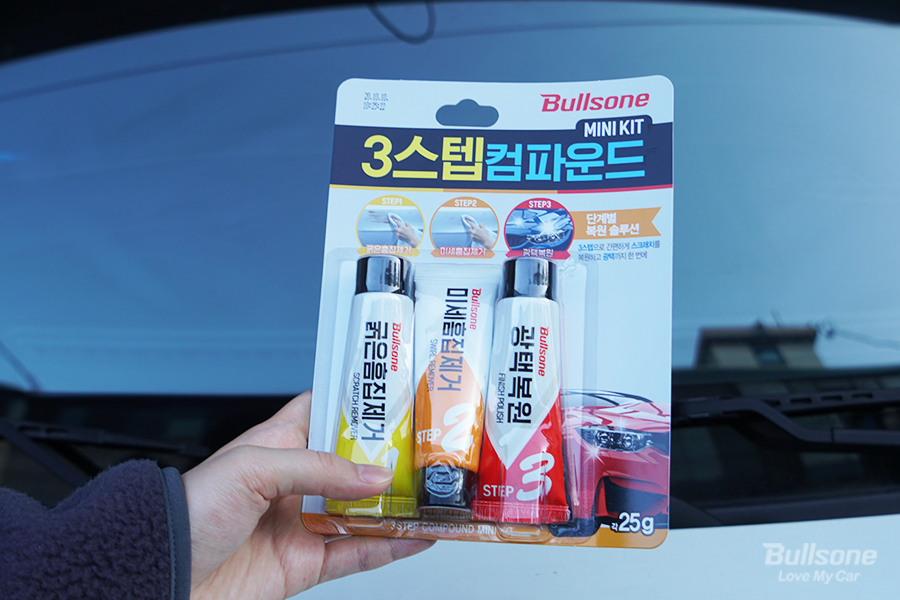 Bullsone
MINI KIT
3스텝컴파운드
STEP1
굵은흠집제거
STEP2
미세흠집제거
STEP3
광택복원
단계별
복원 솔루션
3스텝으로 간편하게 스크래치를
복원하고 광택까지 한 번에
Bullsone
굵은흠집제거
SCRATCH REMOVER
Bullsone
미세흠집제거
SWIRL REMOVER
STEP 2
Bullsone
광택복원
FINISH POLISH
STEP 3
각 25g
3 STEP COMPOUND MINI KIT
Bullsone
Love My Car